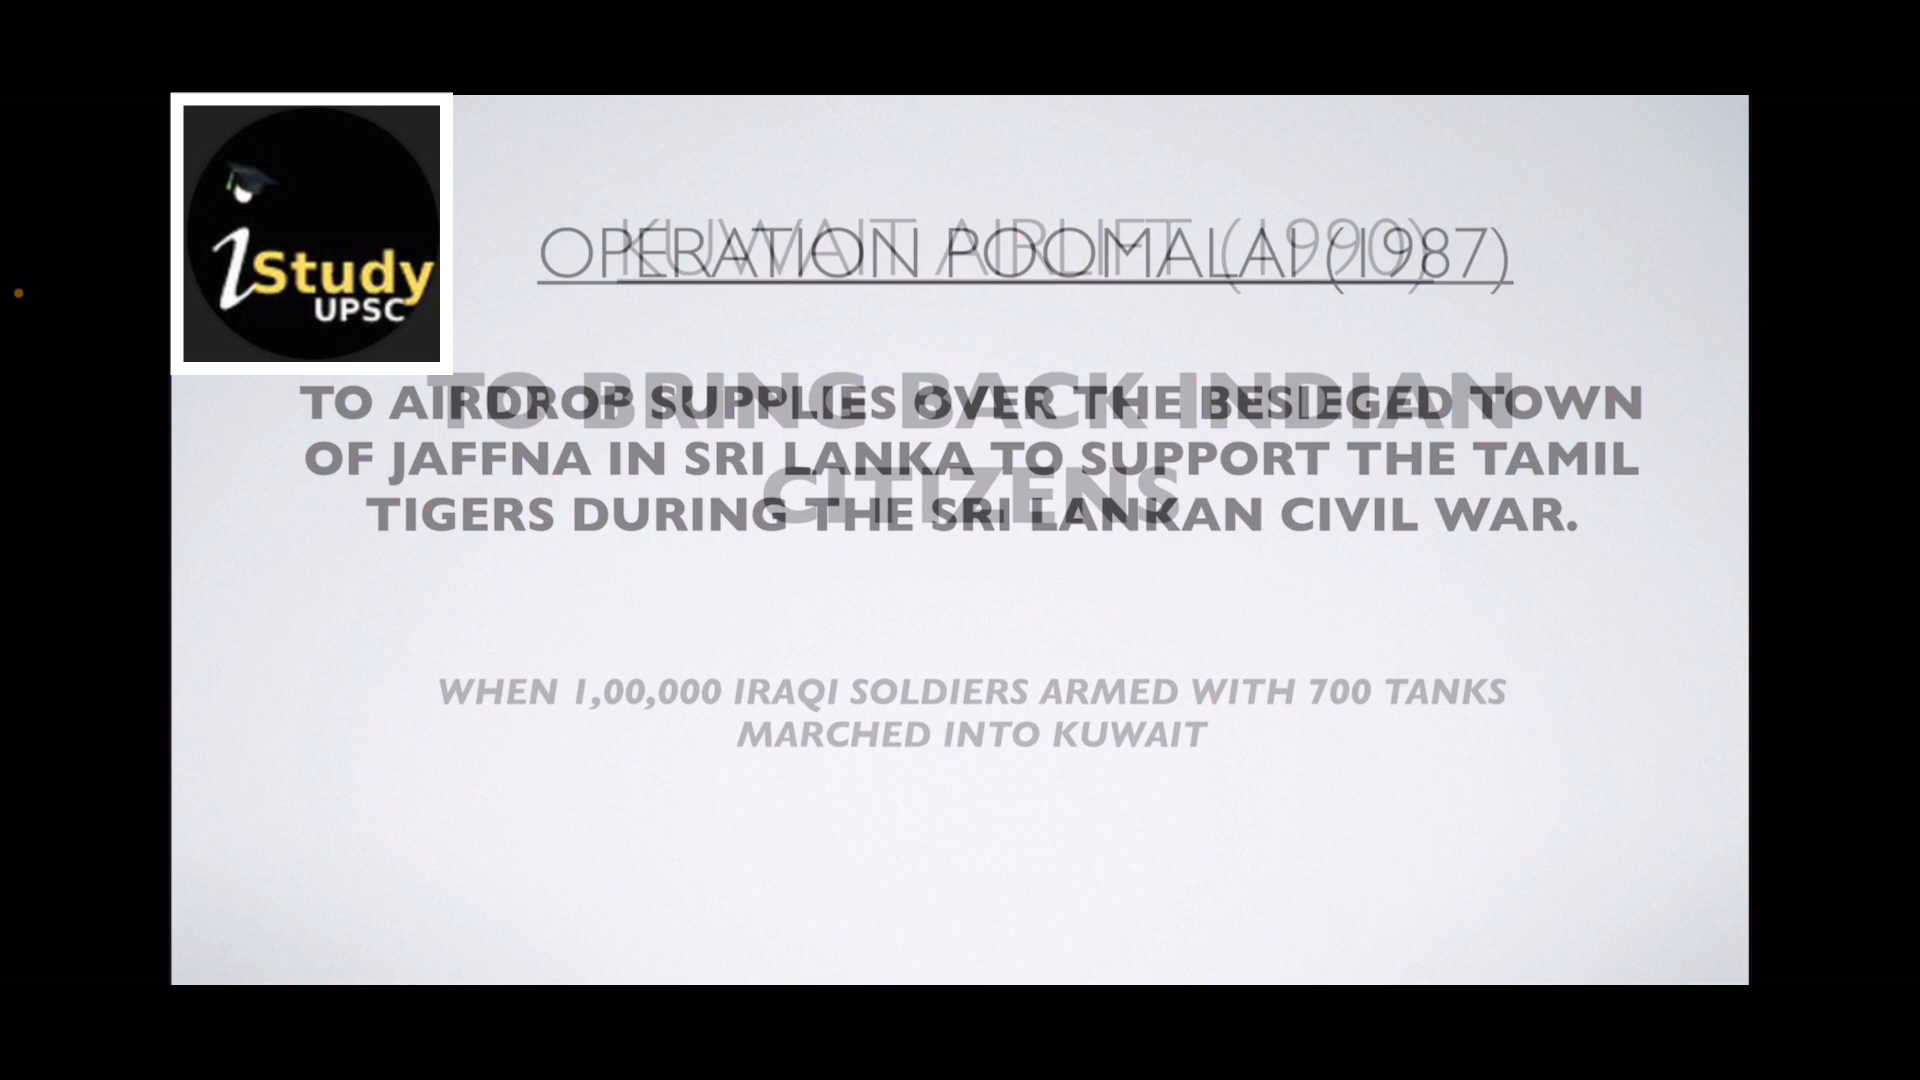 iStudy
UPSC
OPERATION POOMALAI (1987)
TO AIRDROP SUPPLIES OVER THE BESIEGED TOWN
OF JAFFNA IN SRI LANKA TO SUPPORT THE TAMIL
TIGERS DURING THE SRI LANKAN CIVIL WAR.
KUWAIT AIRLIFT (1990)
TO BRING BACK INDIAN
CITIZENS
WHEN 1,00,000 IRAQI SOLDIERS ARMED WITH 700 TANKS
MARCHED INTO KUWAIT